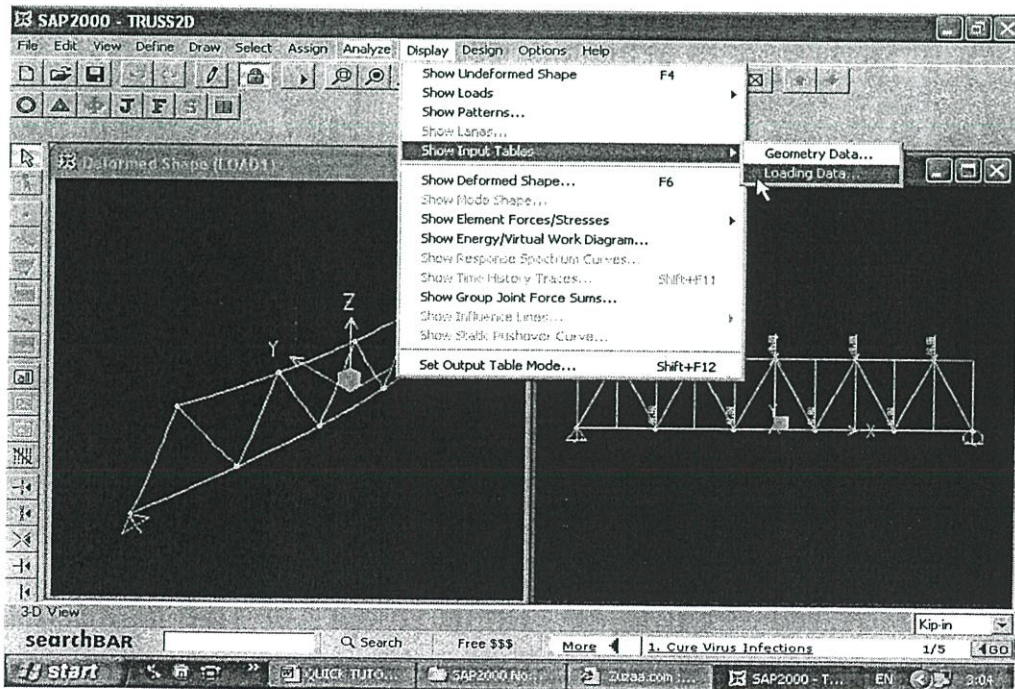 SAP2000 - TRUSS2D
File Edit View Define Draw Select Assign Analyze Display Design Options Help
J F
Show Undeformed Shape F4
Show Loads
Show Patterns...
Show Lanes...
Show Input Tables
Geometry Data...
Loading Data...
Show Deformed Shape... F6
Show Mode Shape...
Show Element Forces/Stresses
Show Energy/Virtual Work Diagram...
Show Response Spectrum Curves...
Show Time History Traces... Shift+F11
Show Group Joint Force Sums...
Show Influence Lines...
Show Static Pushover Curve...
Set Output Table Mode... Shift+F12
Deformed Shape (LOAD1)
Z
Y
X
all
3-D View
Kip-in
searchBAR Search Free $$$ More 1. Cure Virus Infections 1/5 GO
start QUICK TUTO... SAP2000 No... Zuzaa.com :... SAP2000 - T... EN 3:04